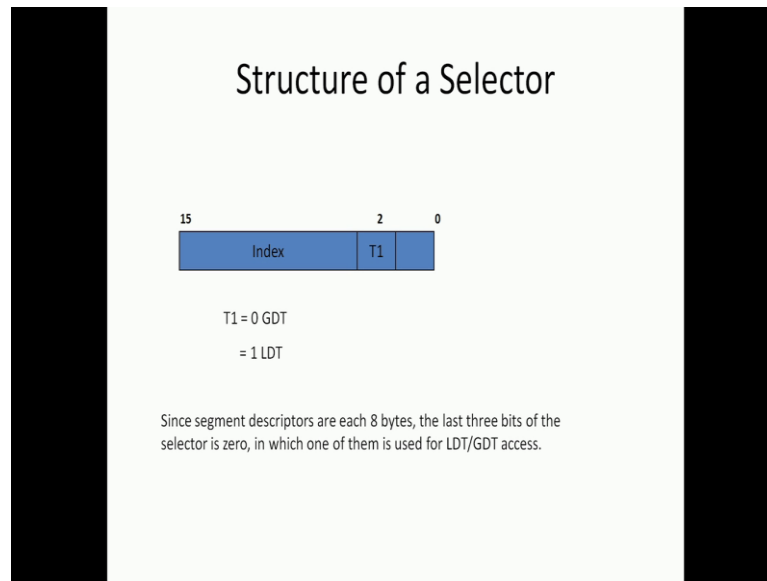 Structure of a Selector
15 2 0
Index T1
T1 = 0 GDT
= 1 LDT
Since segment descriptors are each 8 bytes, the last three bits of the
selector is zero, in which one of them is used for LDT/GDT access.